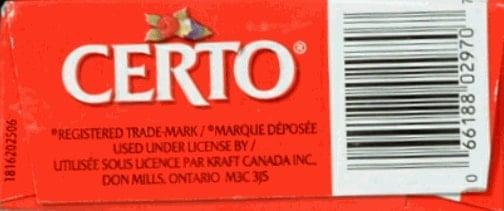 CERTO®
®REGISTERED TRADE-MARK / ®MARQUE DÉPOSÉE
USED UNDER LICENSE BY /
UTILISÉE SOUS LICENCE PAR KRAFT CANADA INC.,
DON MILLS, ONTARIO M3C 3J5
1816202506
0 66188 02970 7